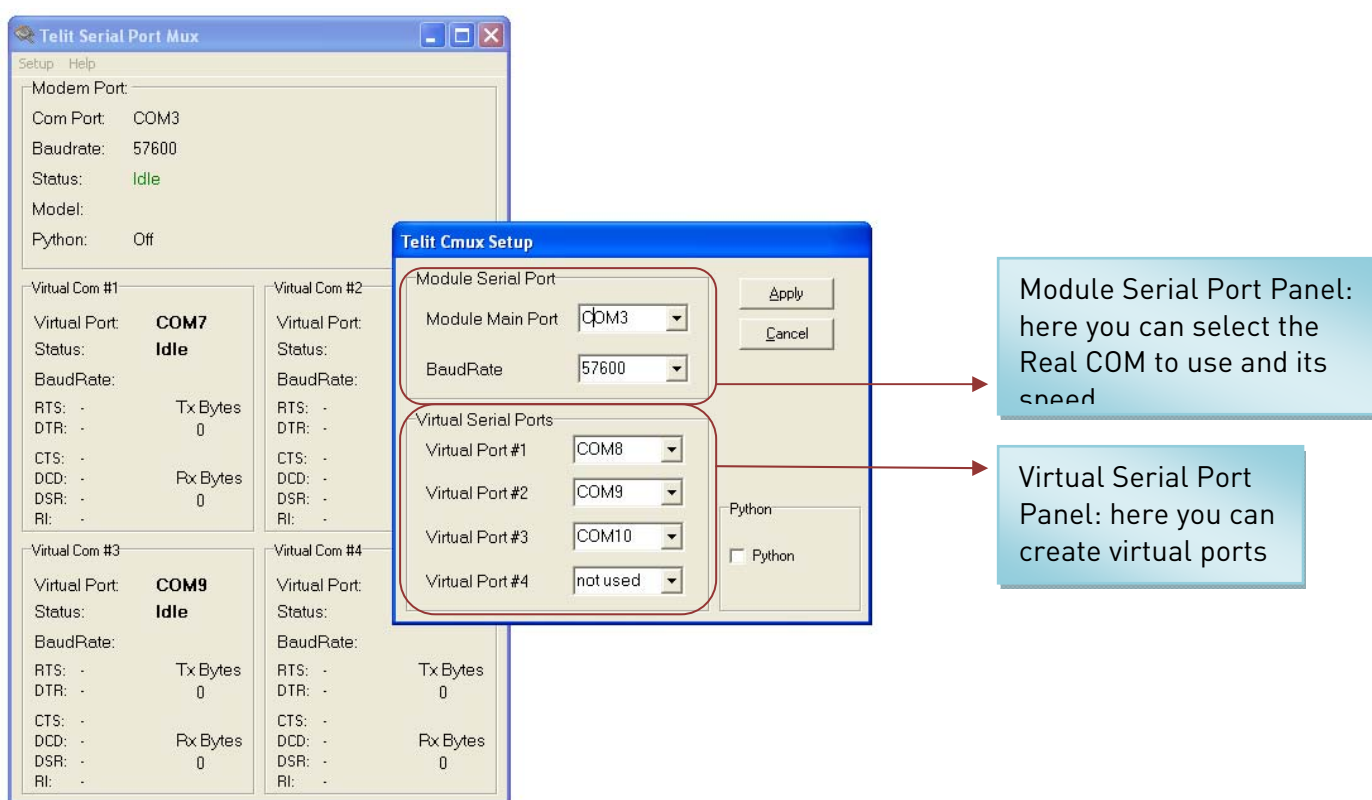 Telit Serial Port Mux
Setup Help
Modem Port:
Com Port: COM3
Baudrate: 57600
Status: Idle
Model:
Python: Off
Virtual Com #1
Virtual Port: COM7
Status: Idle
BaudRate:
RTS: - Tx Bytes
DTR: - 0
CTS: -
DCD: - Rx Bytes
DSR: - 0
RI: -
Virtual Com #2
Virtual Port:
Status:
BaudRate:
RTS: -
DTR: -
CTS: -
DCD: -
DSR: -
RI: -
Virtual Com #3
Virtual Port: COM9
Status: Idle
BaudRate:
RTS: - Tx Bytes
DTR: - 0
CTS: -
DCD: - Rx Bytes
DSR: - 0
RI: -
Virtual Com #4
Virtual Port:
Status:
BaudRate:
RTS: - Tx Bytes
DTR: - 0
CTS: -
DCD: - Rx Bytes
DSR: - 0
RI: -
Telit Cmux Setup
Module Serial Port
Module Main Port COM3
BaudRate 57600
Apply
Cancel
Virtual Serial Ports
Virtual Port #1 COM8
Virtual Port #2 COM9
Virtual Port #3 COM10
Virtual Port #4 not used
Python
Python
Module Serial Port Panel:
here you can select the
Real COM to use and its
speed
Virtual Serial Port
Panel: here you can
create virtual ports